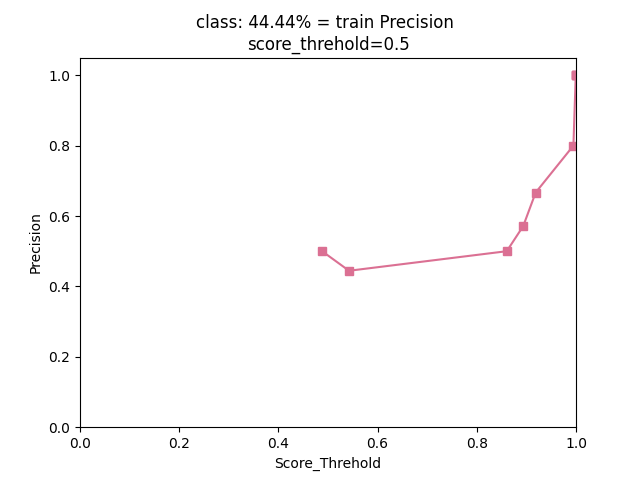 class: 44.44% = train Precision
score_threhold=0.5
1.0
0.8
0.6
0.4
0.2
0.0
Precision
0.0 0.2 0.4 0.6 0.8 1.0
Score_Threhold